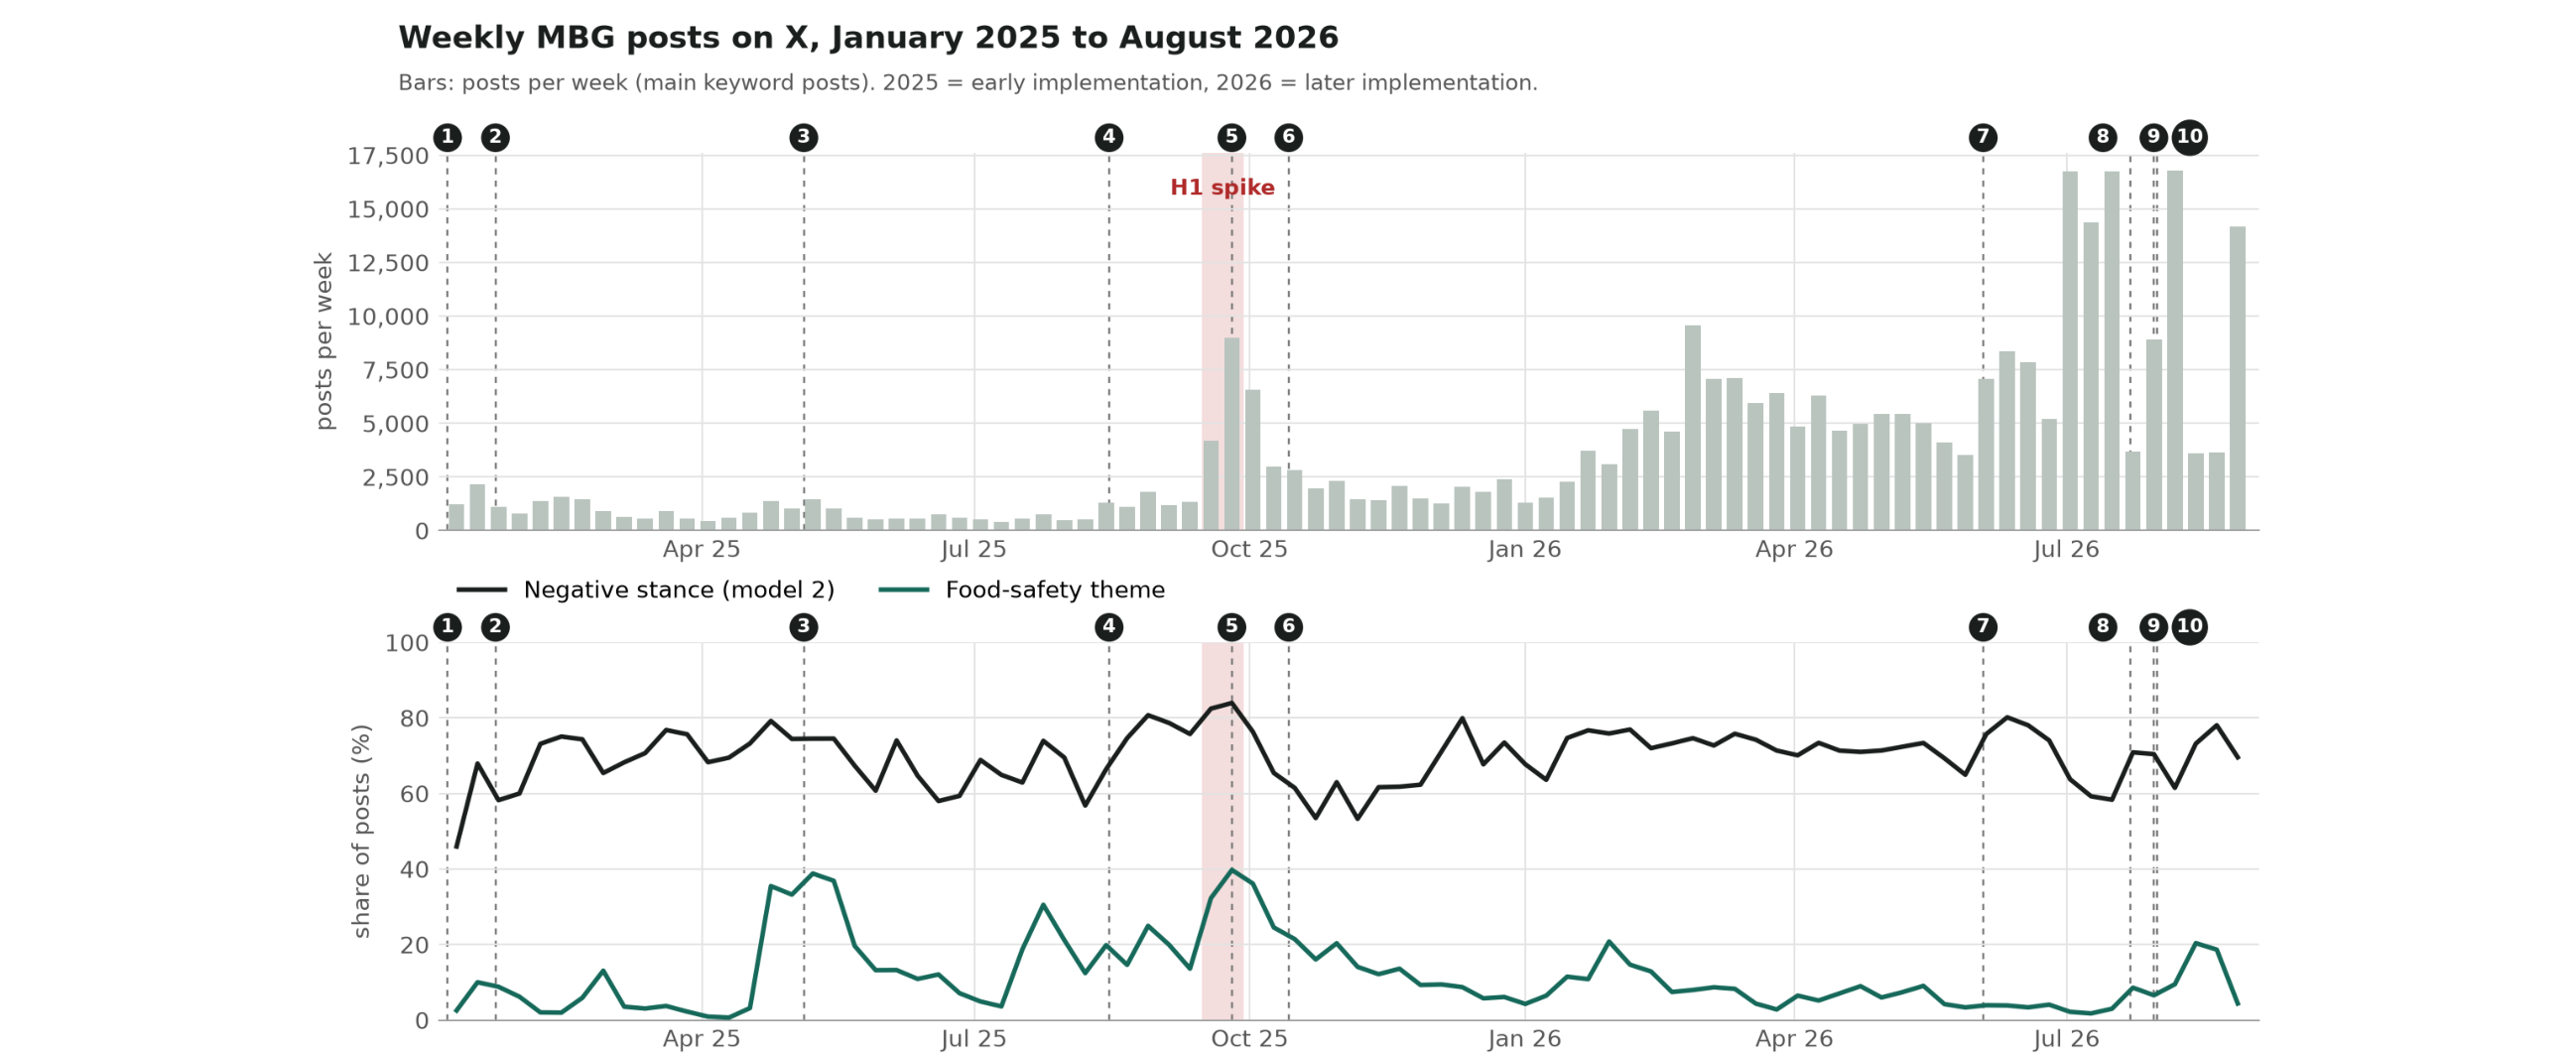 Weekly MBG posts on X, January 2025 to August 2026
Bars: posts per week (main keyword posts). 2025 = early implementation, 2026 = later implementation.
1 2 3 4 5 6 7 8 9 10
H1 spike
posts per week
17,500
15,000
12,500
10,000
7,500
5,000
2,500
0
Apr 25 Jul 25 Oct 25 Jan 26 Apr 26 Jul 26
Negative stance (model 2) Food-safety theme
1 2 3 4 5 6 7 8 9 10
share of posts (%)
100
80
60
40
20
0
Apr 25 Jul 25 Oct 25 Jan 26 Apr 26 Jul 26